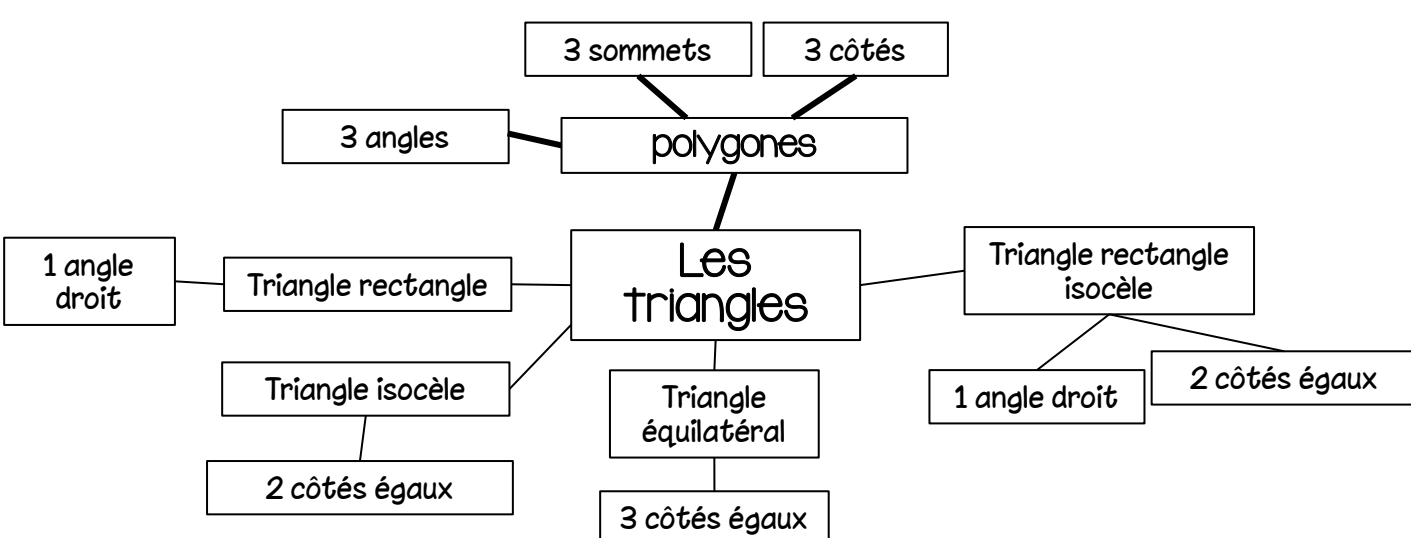 3 sommets
3 côtés
3 angles
polygones
Les
triangles
1 angle
droit
Triangle rectangle
Triangle rectangle
isocèle
Triangle isocèle
2 côtés égaux
Triangle
équilatéral
3 côtés égaux
1 angle droit
2 côtés égaux